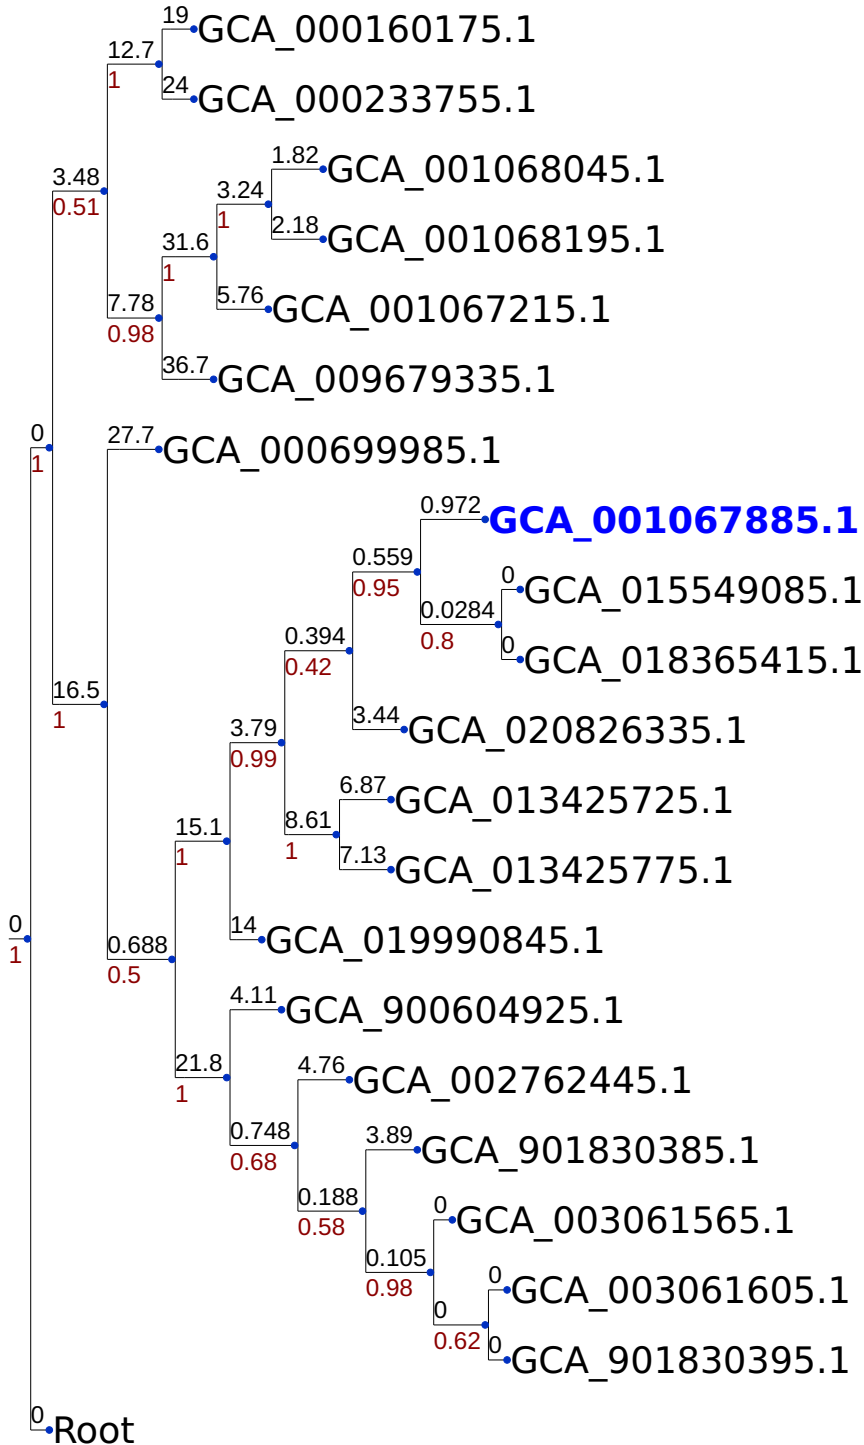 19
GCA_000160175.1
12.7
1
24
GCA_000233755.1
1.82
GCA_001068045.1
3.48
0.51
3.24
1
2.18
GCA_001068195.1
31.6
1
5.76
GCA_001067215.1
7.78
0.98
36.7
GCA_009679335.1
0
1
27.7
GCA_000699985.1
0.972
GCA_001067885.1
0.559
0.95
0
GCA_015549085.1
0.0284
0.8
0
GCA_018365415.1
0.394
0.42
16.5
1
3.44
GCA_020826335.1
3.79
0.99
6.87
GCA_013425725.1
8.61
1
15.1
1
7.13
GCA_013425775.1
0
1
14
GCA_019990845.1
0.688
0.5
4.11
GCA_900604925.1
21.8
1
4.76
GCA_002762445.1
0.748
0.68
3.89
GCA_901830385.1
0.188
0.58
0
GCA_003061565.1
0.105
0.98
0
GCA_003061605.1
0
0.62
0
GCA_901830395.1
0
Root